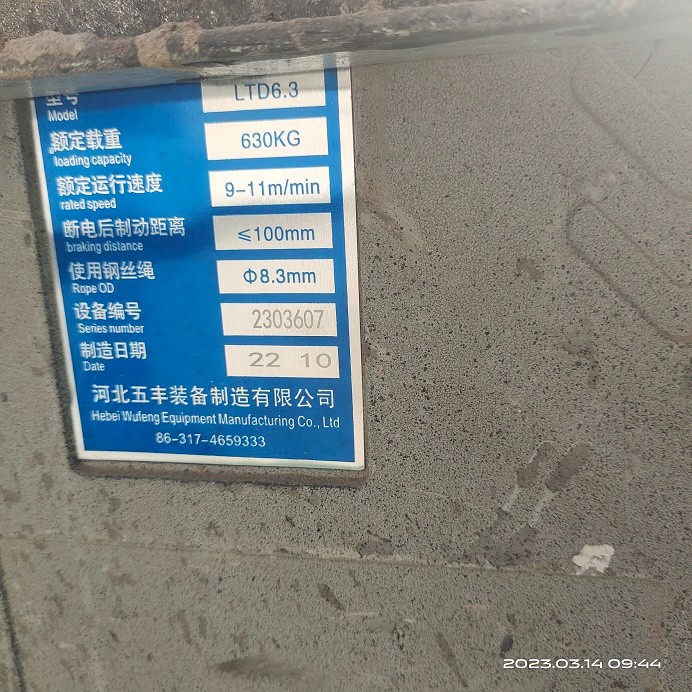 型号 LTD6.3
Model
额定载重 630KG
loading capacity
额定运行速度 9-11m/min
rated speed
断电后制动距离 ≤100mm
braking distance
使用钢丝绳 Φ8.3mm
Rope OD
设备编号 2303607
Series number
制造日期 22 10
Date
河北五丰装备制造有限公司
Hebei Wufeng Equipment Manufacturing Co., Ltd
86-317-4659333
2023.03.14 09:44